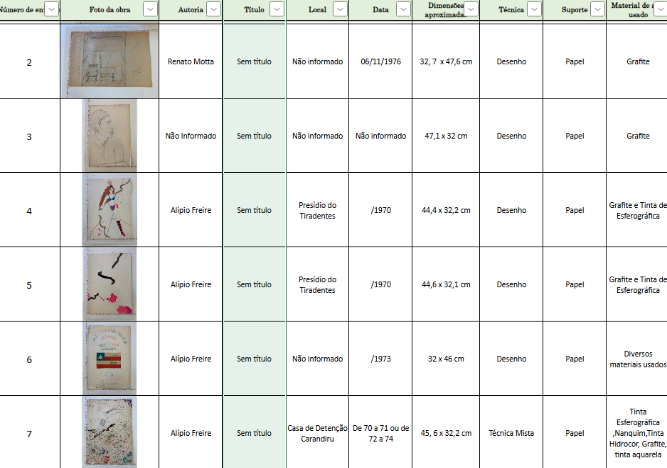 Número de en Foto da obra Autoria Título Local Data Dimensões aproximada. Técnica Suporte Material de usado
2 Renato Motta Sem título Não informado 06/11/1976 32, 7 x 47,6 cm Desenho Papel Grafite
3 Não Informado Sem título Não informado Não informado 47,1 x 32 cm Desenho Papel Grafite
4 Alípio Freire Sem título Presídio do Tiradentes /1970 44,4 x 32,2 cm Desenho Papel Grafite e Tinta de Esferográfica
5 Alípio Freire Sem título Presídio do Tiradentes /1970 44,6 x 32,1 cm Desenho Papel Grafite e Tinta de Esferográfica
6 Alípio Freire Sem título Não informado /1973 32 x 46 cm Desenho Papel Diversos materiais usados
7 Alípio Freire Sem título Casa de Detenção Carandiru De 70 a 71 ou de 72 a 74 45, 6 x 32,2 cm Técnica Mista Papel Tinta Esferográfica ,Nanquim,Tinta Hidrocor, Grafite, tinta aquarela